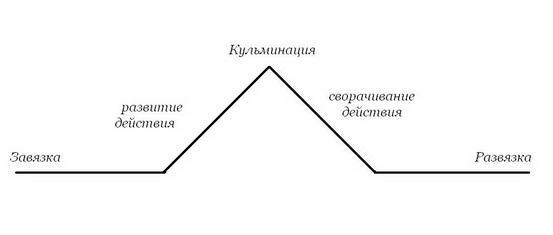 Кульминация
развитие
действия
сворачивание
действия
Завязка
Развязка